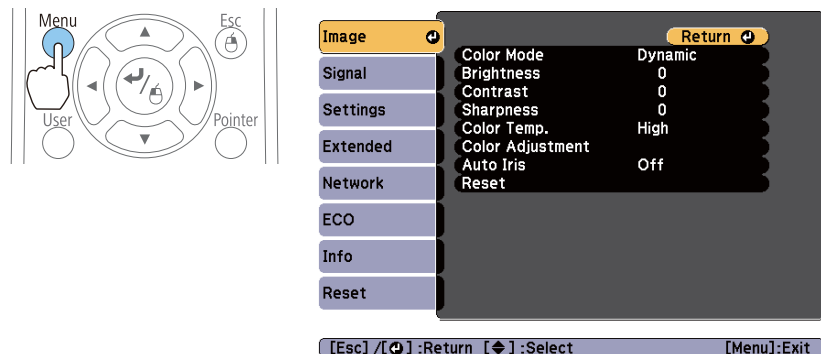 Menu
Esc
User
Pointer
Image
Signal
Settings
Extended
Network
ECO
Info
Reset
Return
Color Mode Dynamic
Brightness 0
Contrast 0
Sharpness 0
Color Temp. High
Color Adjustment
Auto Iris Off
Reset
[Esc] /[ ] :Return [ ] :Select [Menu]:Exit